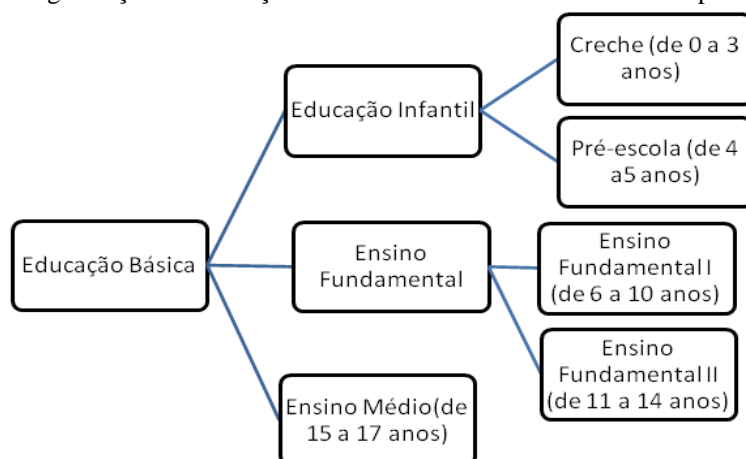 Creche (de 0 a 3
anos)
Educação Infantil
Pré-escola (de 4
a5 anos)
Educação Básica
Ensino
Fundamental
Ensino
Fundamental I
(de 6 a 10 anos)
Ensino
Fundamental II
(de 11 a 14 anos)
Ensino Médio(de
15 a 17 anos)